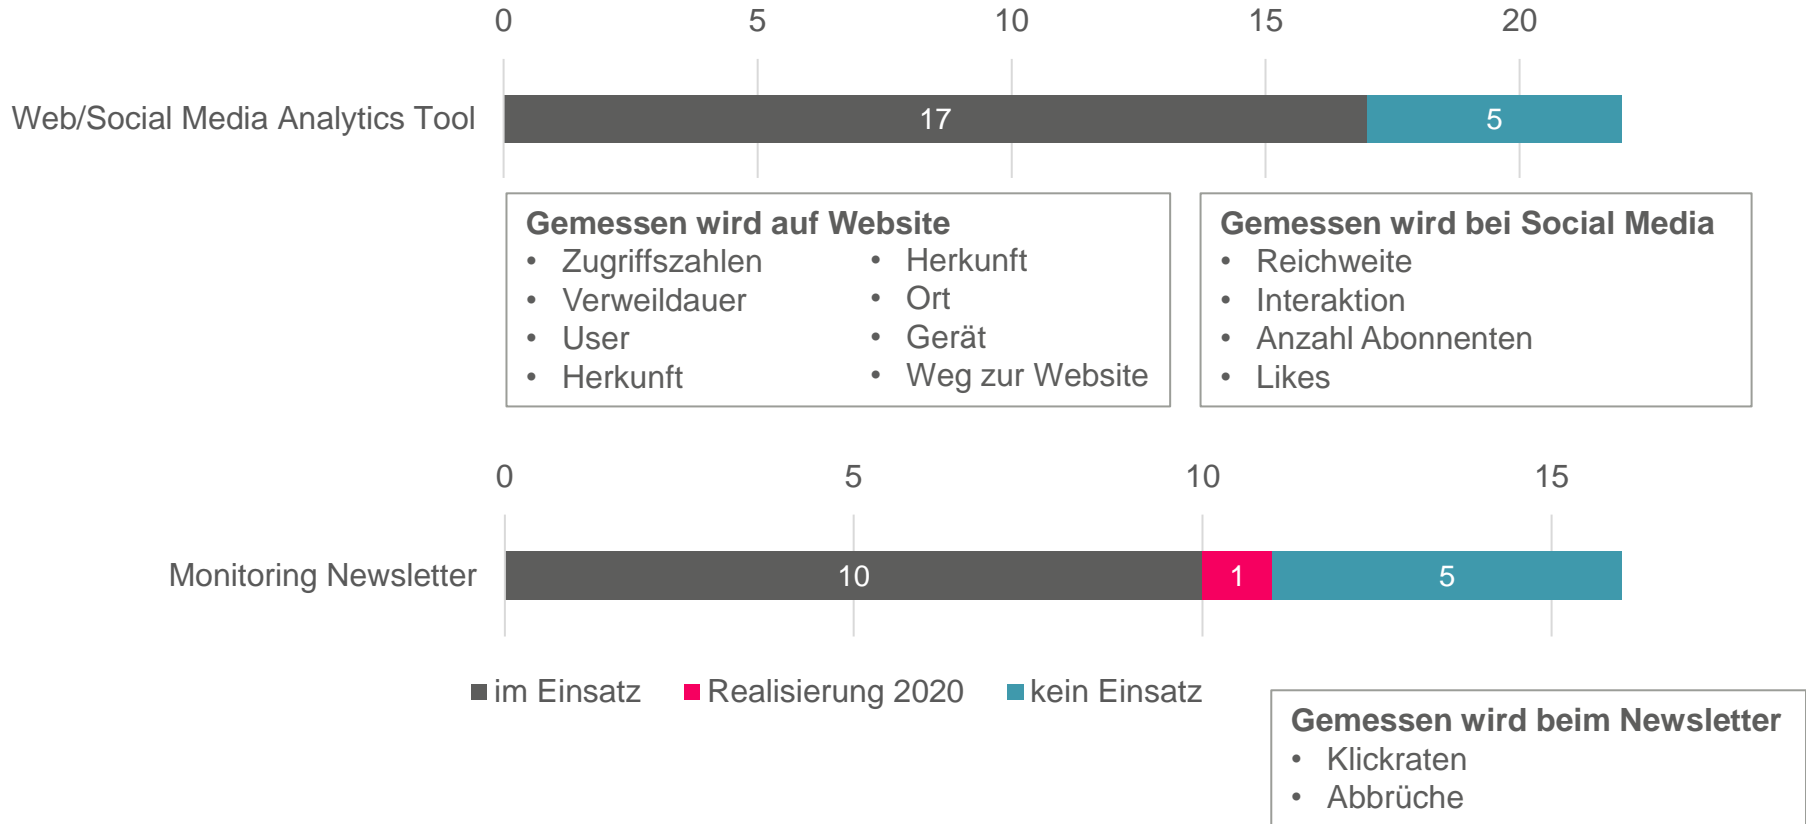 0 5 10 15 20
Web/Social Media Analytics Tool 17 5
Gemessen wird auf Website
• Zugriffszahlen
• Verweildauer
• User
• Herkunft
• Herkunft
• Ort
• Gerät
• Weg zur Website
Gemessen wird bei Social Media
• Reichweite
• Interaktion
• Anzahl Abonnenten
• Likes
0 5 10 15
Monitoring Newsletter 10 1 5
im Einsatz Realisierung 2020 kein Einsatz
Gemessen wird beim Newsletter
• Klickraten
• Abbrüche